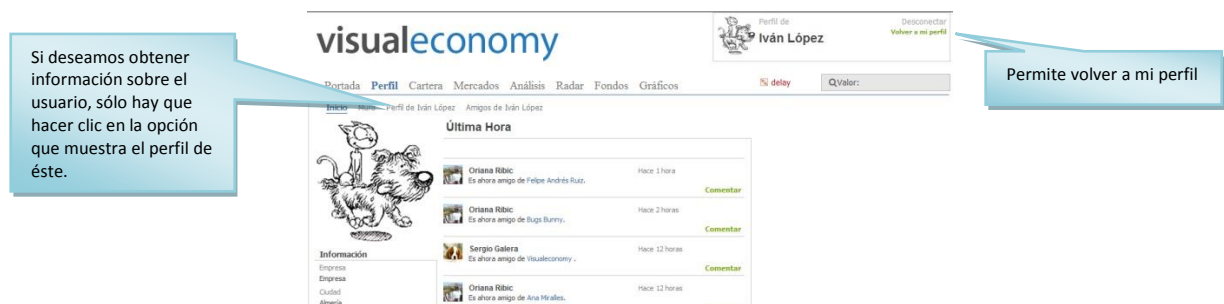 Si deseamos obtener
información sobre el
usuario, sólo hay que
hacer clic en la opción
que muestra el perfil de
éste.
visualeconomy
Perfil de
Iván López
Desconectar
Volver a mi perfil
Permite volver a mi perfil
Portada Perfil Cartera Mercados Análisis Radar Fondos Gráficos
delay
Valor:
Inicio Muro Perfil de Iván López Amigos de Iván López
Última Hora
Oriana Ribic Hace 1 hora
Es ahora amigo de Felipe Andrés Ruiz.
Comentar
Oriana Ribic Hace 2 horas
Es ahora amigo de Bugs Bunny.
Comentar
Sergio Galera Hace 12 horas
Es ahora amigo de Visualeconomy .
Comentar
Oriana Ribic Hace 12 horas
Es ahora amigo de Ana Miralles.
Información
Empresa
Empresa
Ciudad
Almería